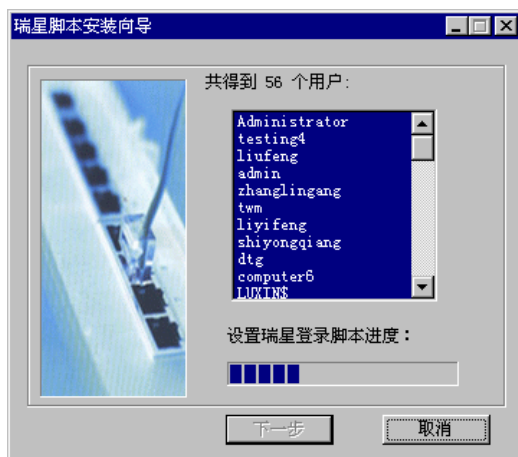 瑞星脚本安装向导
共得到 56 个用户:
Administrator
testing4
liufeng
admin
zhanglingang
twm
liyifeng
shiyongqiang
dtg
computer6
LUXIN$
设置瑞星登录脚本进度：
下一步
取消